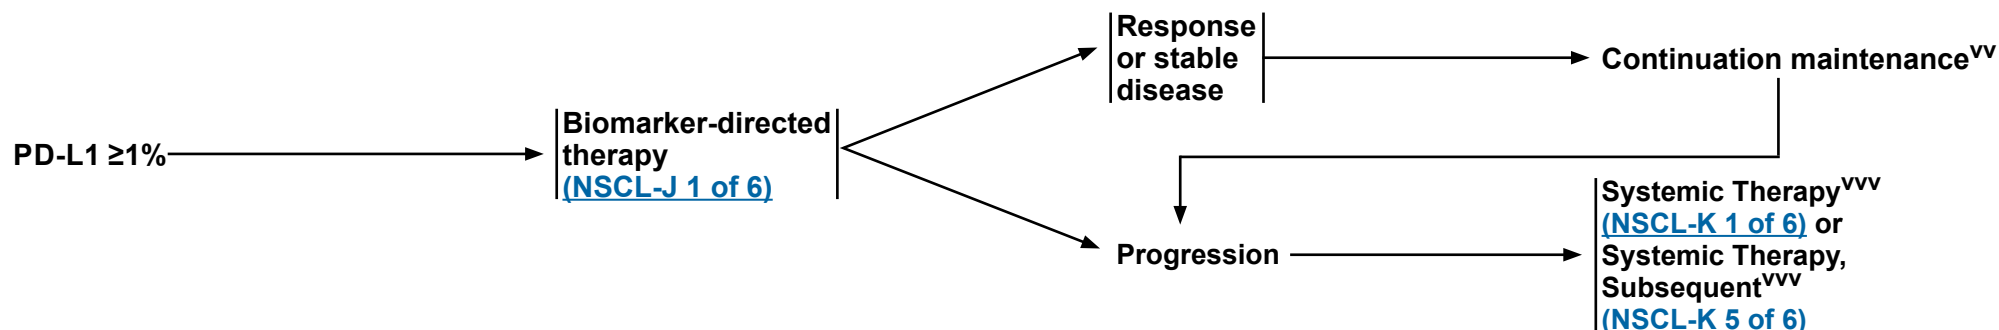 PD-L1 ≥1%
Biomarker-directed
therapy
(NSCL-J 1 of 6)
Response
or stable
disease
Continuation maintenanceᵛᵛ
Progression
Systemic Therapyᵛᵛᵛ
(NSCL-K 1 of 6) or
Systemic Therapy,
Subsequentᵛᵛᵛ
(NSCL-K 5 of 6)